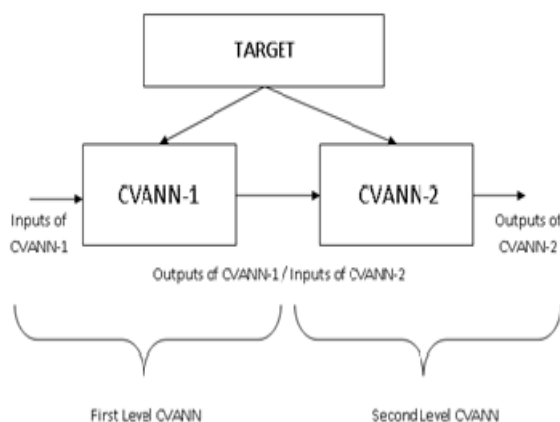 TARGET
CVANN-1
CVANN-2
Inputs of
CVANN-1
Outputs of
CVANN-2
Outputs of CVANN-1 / Inputs of CVANN-2
First Level CVANN
Second Level CVANN